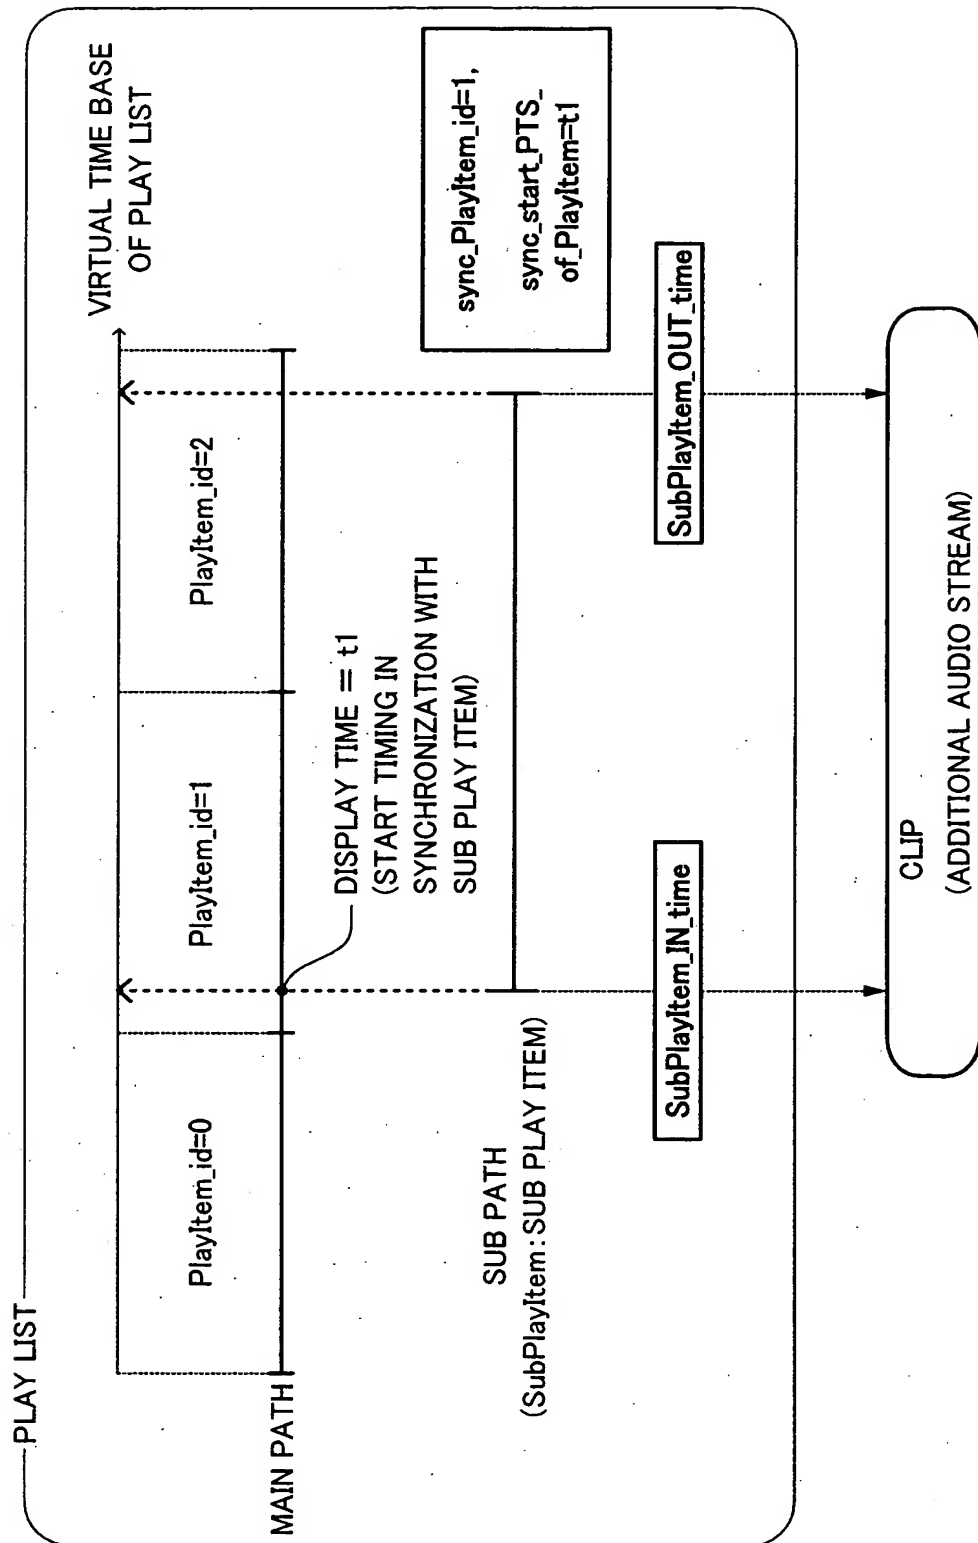 PLAY LIST
VIRTUAL TIME BASE
OF PLAY LIST
PlayItem_id=0
PlayItem_id=1
PlayItem_id=2
MAIN PATH
DISPLAY TIME = t1
(START TIMING IN
SYNCHRONIZATION WITH
SUB PLAY ITEM)
sync_PlayItem_id=1,
sync_start_PTS_
of_PlayItem=t1
SUB PATH
(SubPlayItem:SUB PLAY ITEM)
SubPlayItem_IN_time
SubPlayItem_OUT_time
CLIP
(ADDITIONAL AUDIO STREAM)